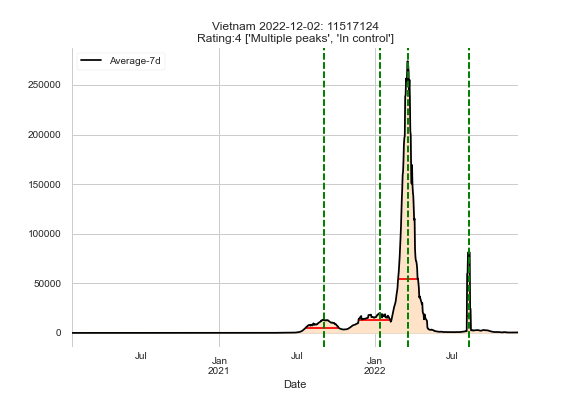 Vietnam 2022-12-02: 11517124
Rating:4 ['Multiple peaks', 'In control']
Average-7d
250000
200000
150000
100000
50000
0
Jul
Jan
2021
Jul
Jan
2022
Jul
Date